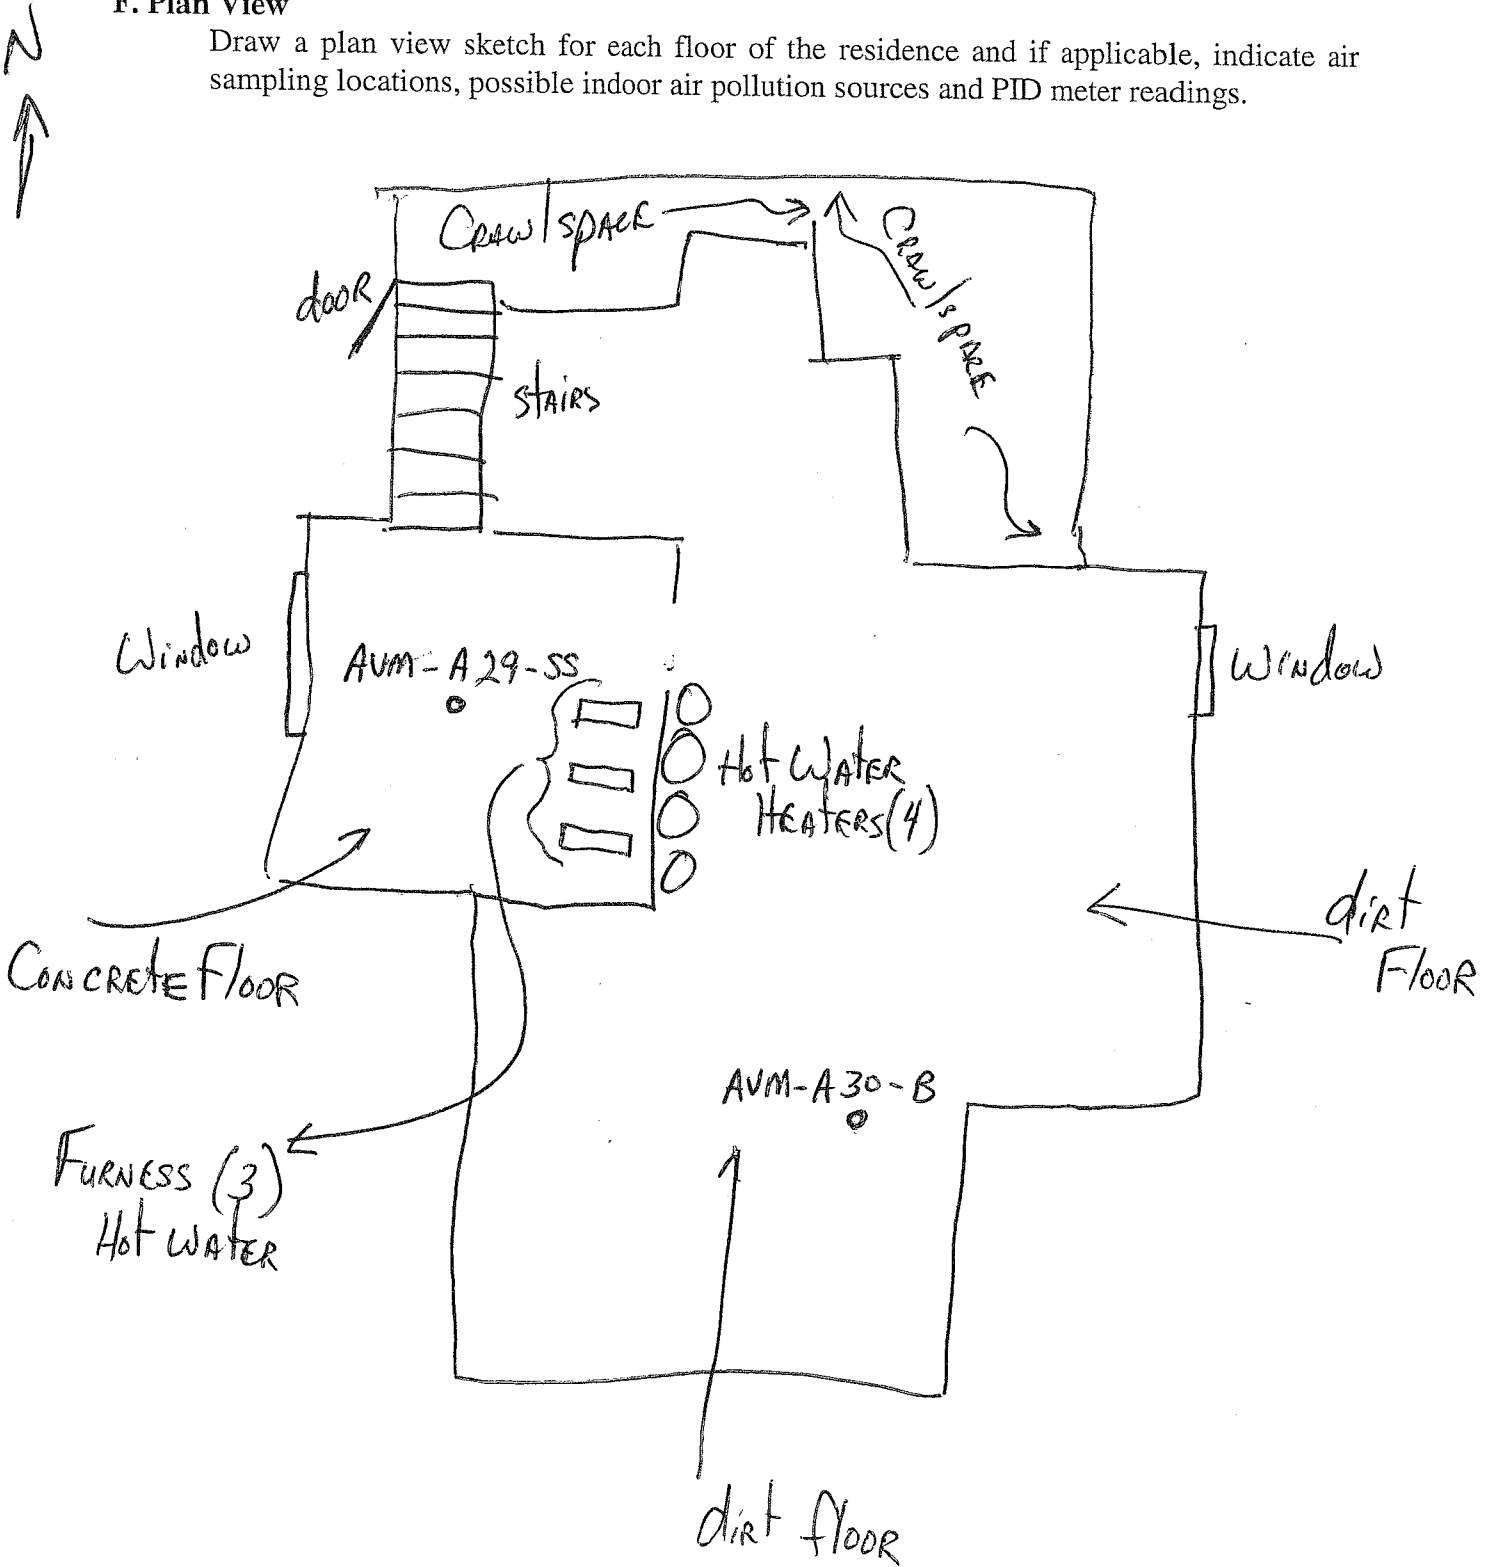 F. Plan View
N
Draw a plan view sketch for each floor of the residence and if applicable, indicate air
sampling locations, possible indoor air pollution sources and PID meter readings.
Crawlspace
Crawlspace
door
stairs
Window
AVM-A29-SS
Window
Hot Water
Heaters (4)
dirt
Floor
Concrete Floor
AVM-A30-B
Furness (3)
Hot Water
dirt floor